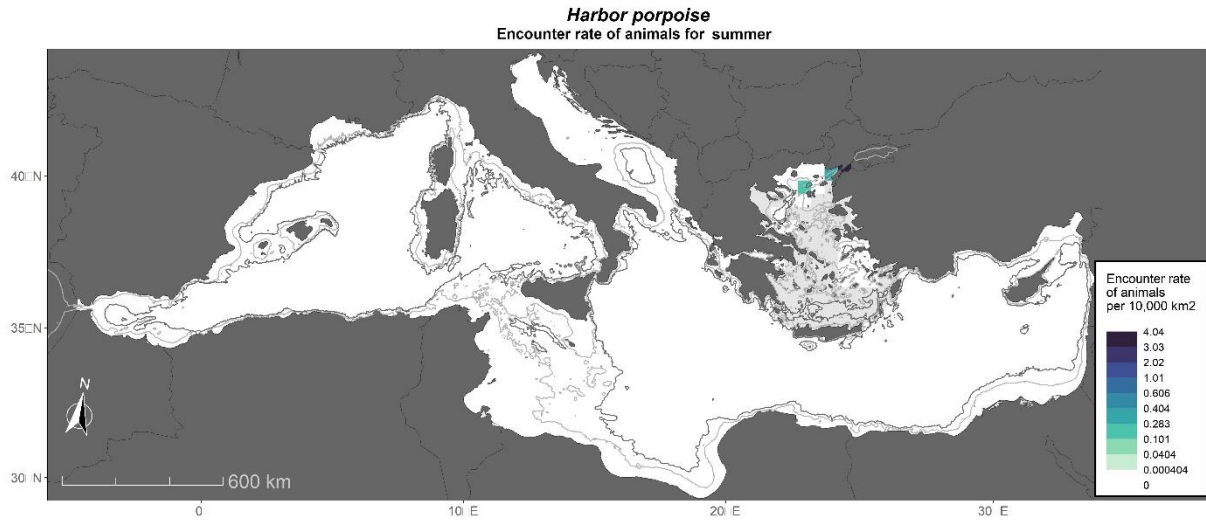 Harbor porpoise
Encounter rate of animals for summer
40□N
35□N
30□N
N
600 km
0
10□E
20□E
30□E
Encounter rate
of animals
per 10,000 km2
4.04
3.03
2.02
1.01
0.606
0.404
0.283
0.101
0.0404
0.000404
0